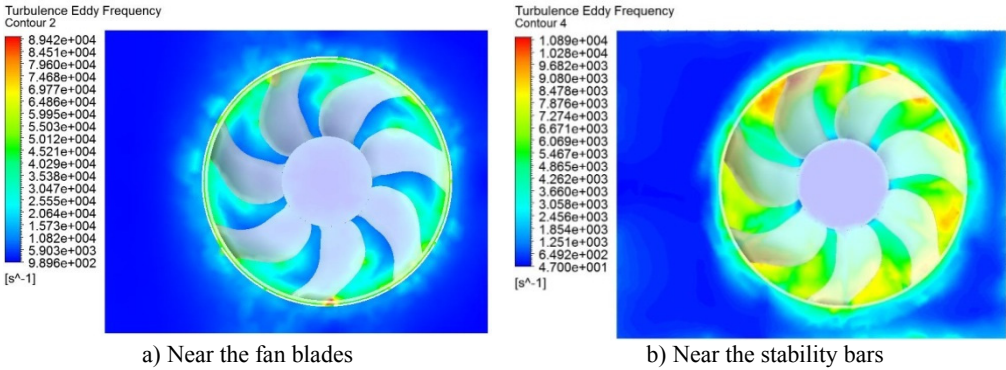 Turbulence Eddy Frequency
Contour 2
8.942e+004
8.451e+004
7.960e+004
7.468e+004
6.977e+004
6.486e+004
5.995e+004
5.503e+004
5.012e+004
4.521e+004
4.029e+004
3.538e+004
3.047e+004
2.555e+004
2.064e+004
1.573e+004
1.082e+004
5.903e+003
9.896e+002
[s^-1]
a) Near the fan blades
Turbulence Eddy Frequency
Contour 4
1.089e+004
1.028e+004
9.682e+003
9.080e+003
8.478e+003
7.876e+003
7.274e+003
6.671e+003
6.069e+003
5.467e+003
4.865e+003
4.262e+003
3.660e+003
3.058e+003
2.456e+003
1.854e+003
1.251e+003
6.492e+002
4.700e+001
[s^-1]
b) Near the stability bars